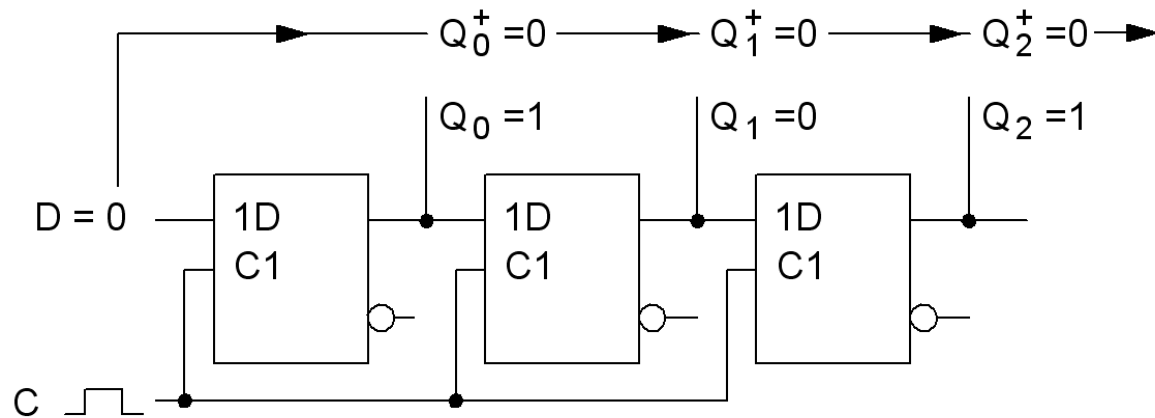 Q₀⁺ =0 Q₁⁺ =0 Q₂⁺ =0
Q₀ =1 Q₁ =0 Q₂ =1
D = 0 1D 1D 1D
C1 C1 C1
C